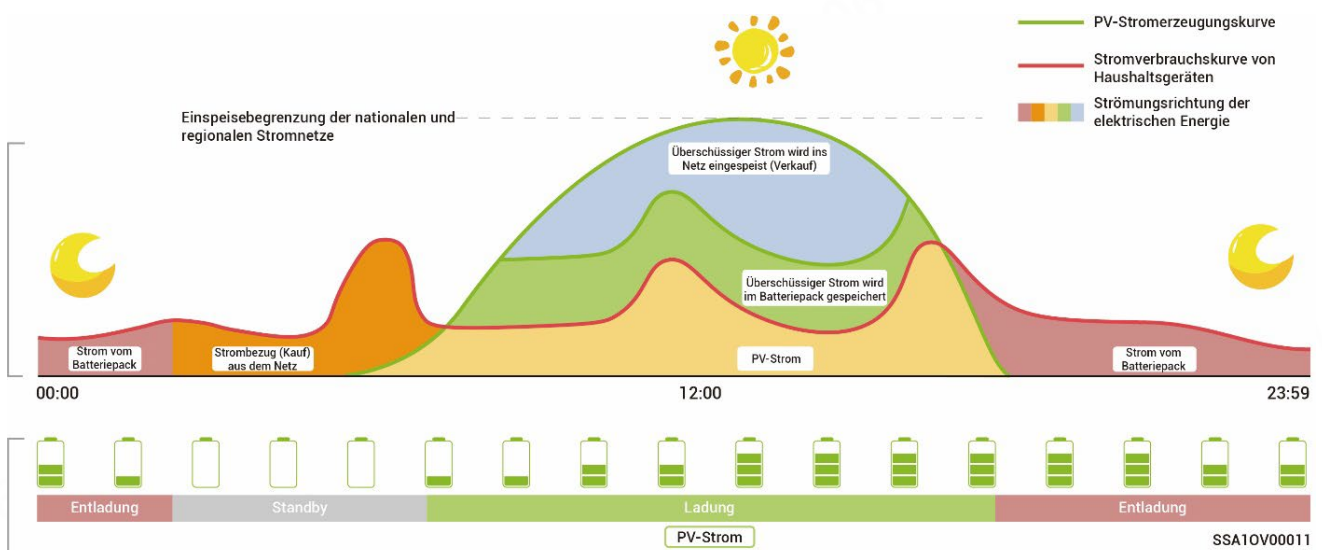 PV-Stromerzeugungskurve
Stromverbrauchskurve von
Haushaltsgeräten
Strömungsrichtung der
elektrischen Energie
Einspeisebegrenzung der nationalen und
regionalen Stromnetze
Überschüssiger Strom wird ins
Netz eingespeist (Verkauf)
Überschüssiger Strom wird
im Batteriepack gespeichert
Strom vom
Batteriepack
Strombezug (Kauf)
aus dem Netz
PV-Strom
Strom vom
Batteriepack
00:00
12:00
23:59
Entladung
Standby
Ladung
Entladung
PV-Strom
SSA1OV00011